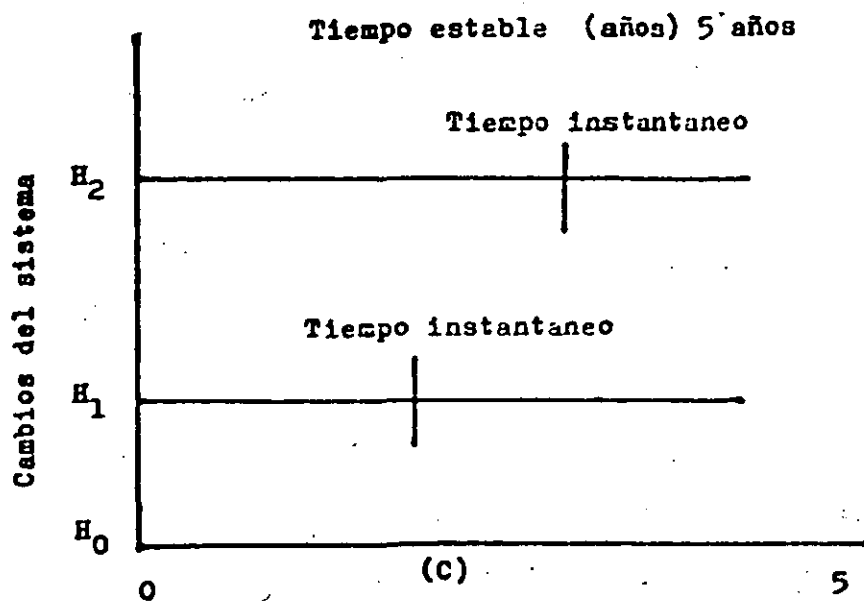 Tiempo estable (años) 5 años
Tiempo instantaneo
H2
Cambios del sistema
Tiempo instantaneo
H1
H0
(C)
0 5